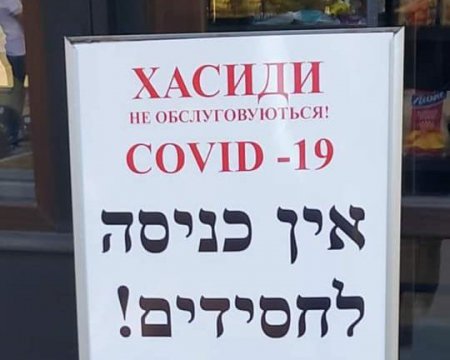 ХАСИДИ
НЕ ОБСЛУГОВУЮТЬСЯ!
COVID -19
אין כניסה
לחסידים!